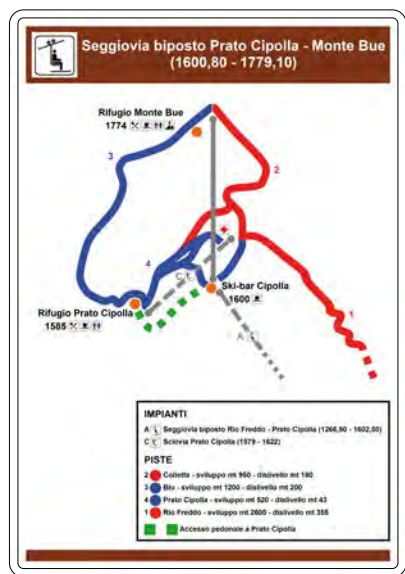 Seggiovia biposto Prato Cipolla - Monte Bue
(1600,80 - 1779,10)
Rifugio Monte Bue
1774
3
2
4
C
Ski-bar Cipolla
1600
Rifugio Prato Cipolla
1585
A
1
IMPIANTI
A Seggiovia biposto Rio Freddo - Prato Cipolla (1266,90 - 1602,50)
C Sciovia Prato Cipolla (1579 - 1622)
PISTE
2 Colletta - sviluppo mt 950 - dislivello mt 180
3 Blu - sviluppo mt 1200 - dislivello mt 200
4 Prato Cipolla - sviluppo mt 520 - dislivello mt 43
1 Rio Freddo - sviluppo mt 2600 - dislivello mt 355
Accesso pedonale a Prato Cipolla